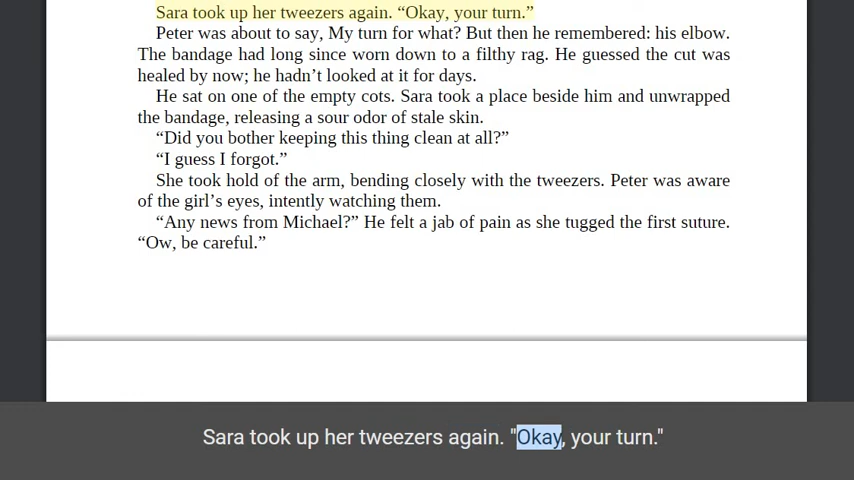 Sara took up her tweezers again. “Okay, your turn.”
Peter was about to say, My turn for what? But then he remembered: his elbow.
The bandage had long since worn down to a filthy rag. He guessed the cut was
healed by now; he hadn’t looked at it for days.
He sat on one of the empty cots. Sara took a place beside him and unwrapped
the bandage, releasing a sour odor of stale skin.
“Did you bother keeping this thing clean at all?”
“I guess I forgot.”
She took hold of the arm, bending closely with the tweezers. Peter was aware
of the girl’s eyes, intently watching them.
“Any news from Michael?” He felt a jab of pain as she tugged the first suture.
“Ow, be careful.”
Sara took up her tweezers again. "Okay, your turn."